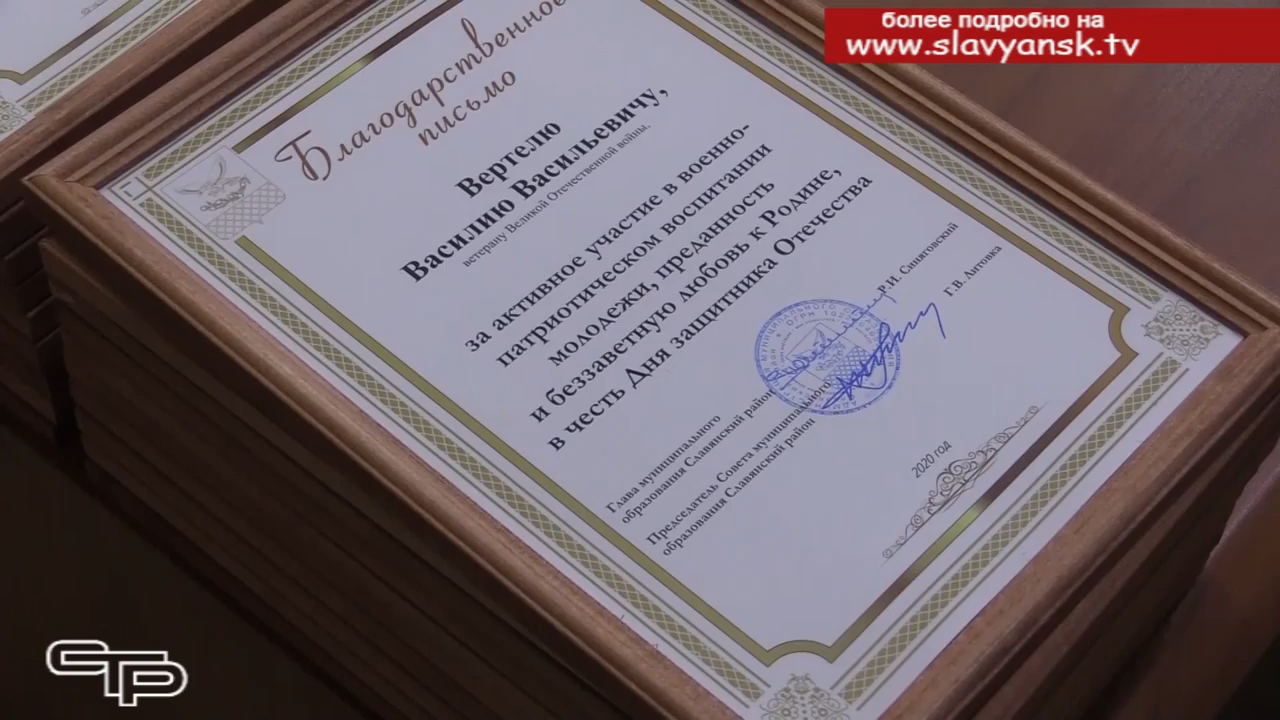 более подробно на
www.slavyansk.tv
Благодарственное
письмо
Вертелю
Василию Васильевичу,
ветерану Великой Отечественной войны,
за активное участие в военно-
патриотическом воспитании
молодежи, преданность
и беззаветную любовь к Родине,
в честь Дня защитника Отечества
Глава муниципального
образования Славянский район
Р.И. Синяговский
Председатель Совета муниципального
образования Славянский район
Г.В. Литовка
2020 год
СТР